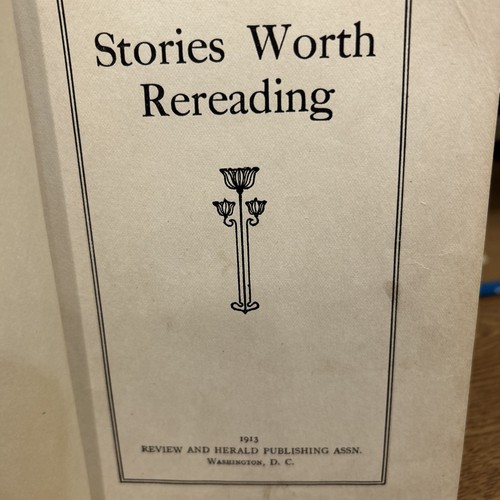 Stories Worth
Rereading
1913
REVIEW AND HERALD PUBLISHING ASSN.
WASHINGTON, D. C.